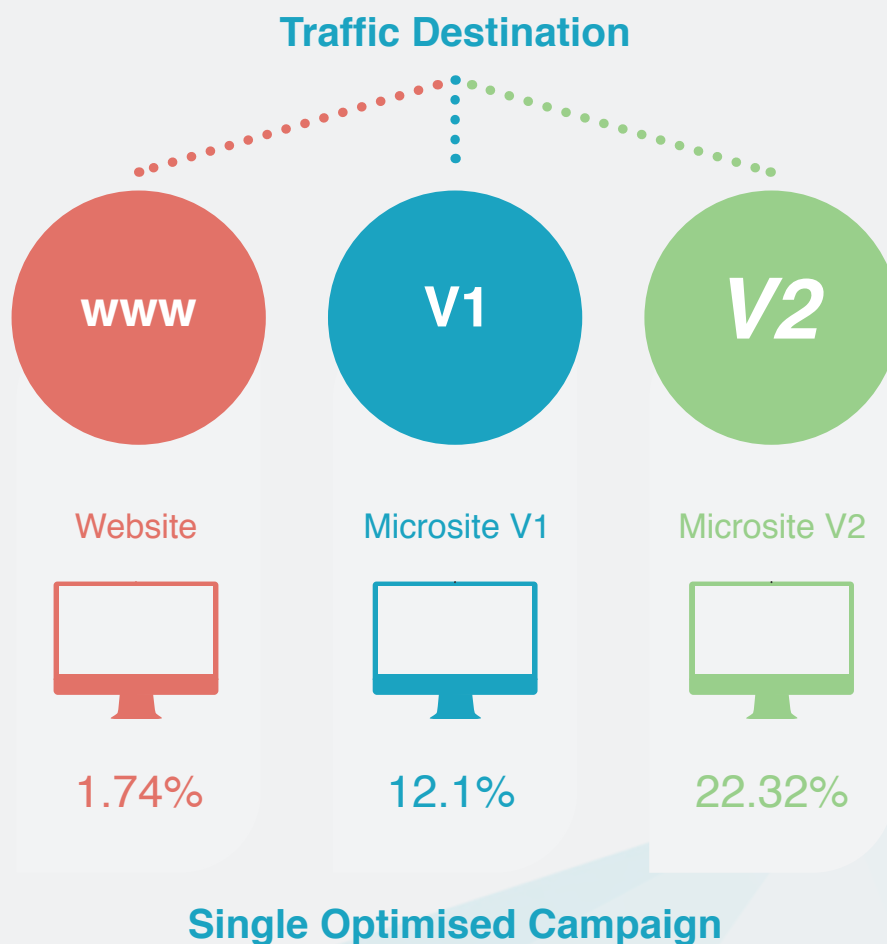 Traffic Destination
www
V1
V2
Website
Microsite V1
Microsite V2
1.74%
12.1%
22.32%
Single Optimised Campaign